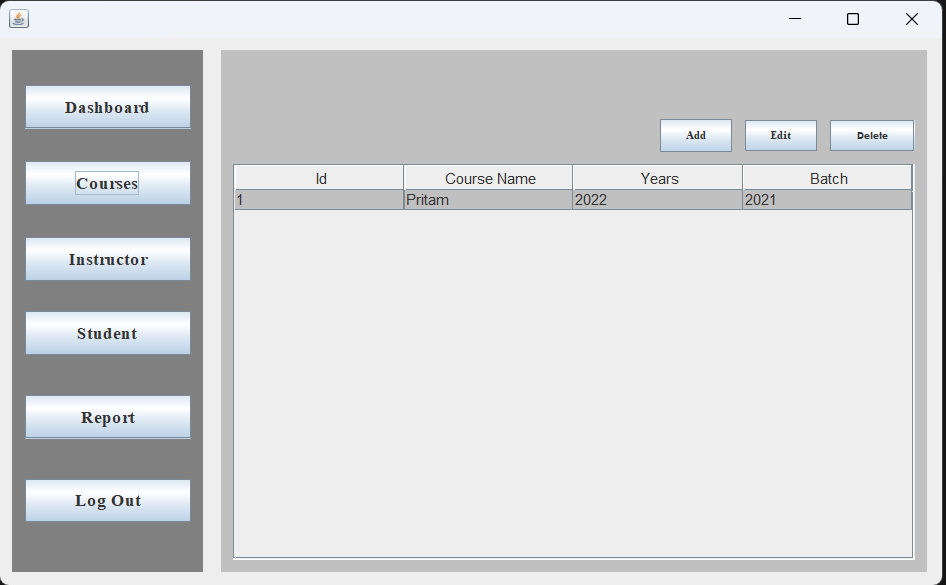 Dashboard
Courses
Instructor
Student
Report
Log Out
Add Edit Delete
Id Course Name Years Batch
1 Pritam 2022 2021